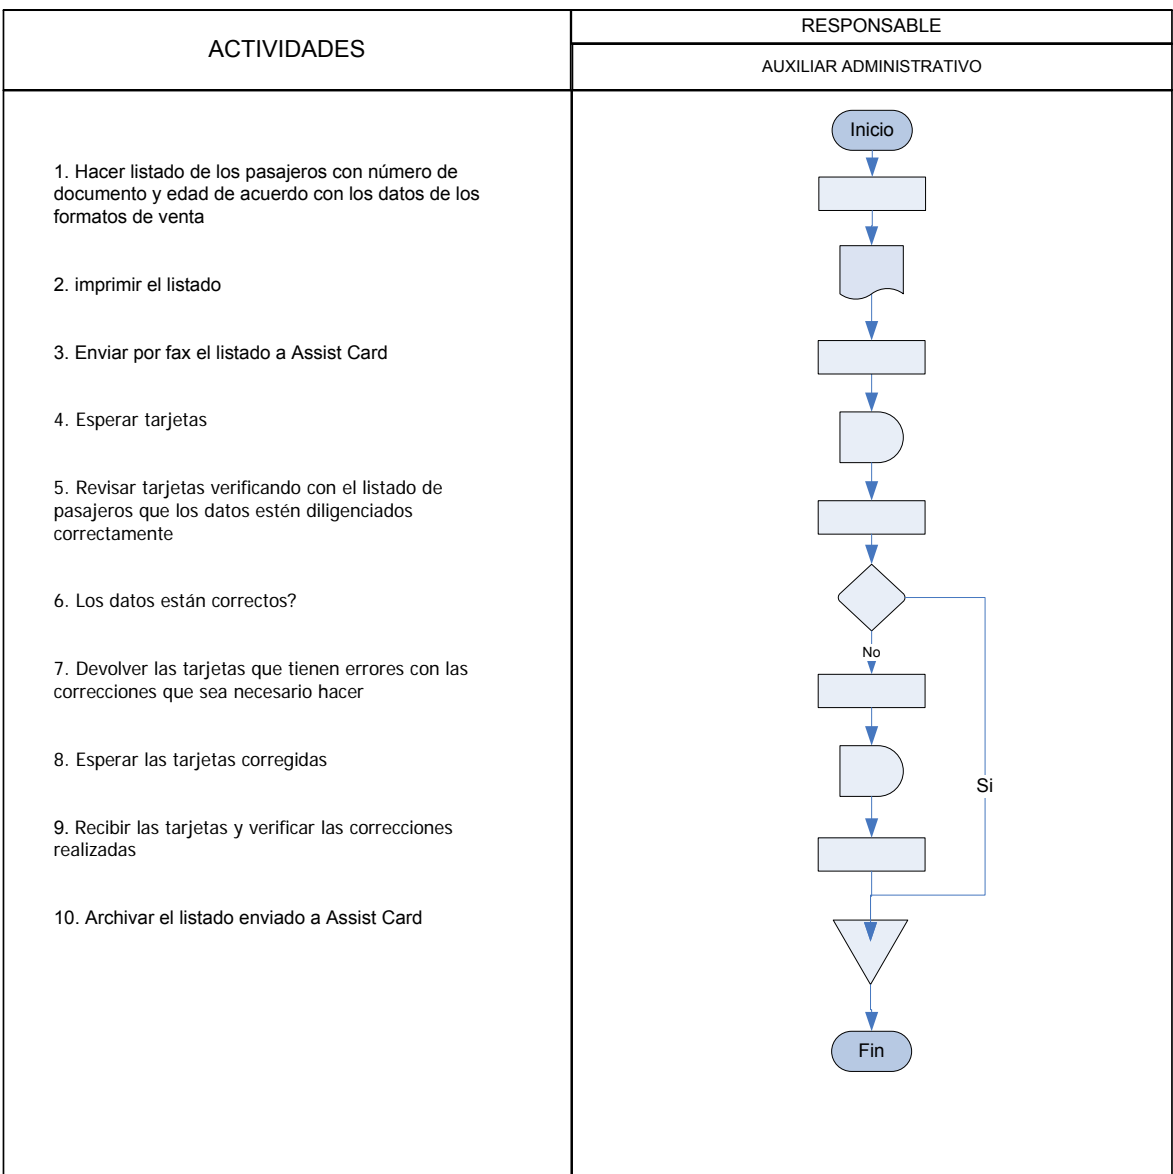 ACTIVIDADES
RESPONSABLE
AUXILIAR ADMINISTRATIVO
1. Hacer listado de los pasajeros con número de
documento y edad de acuerdo con los datos de los
formatos de venta
2. imprimir el listado
3. Enviar por fax el listado a Assist Card
4. Esperar tarjetas
5. Revisar tarjetas verificando con el listado de
pasajeros que los datos estén diligenciados
correctamente
6. Los datos están correctos?
7. Devolver las tarjetas que tienen errores con las
correcciones que sea necesario hacer
8. Esperar las tarjetas corregidas
9. Recibir las tarjetas y verificar las correcciones
realizadas
10. Archivar el listado enviado a Assist Card
Inicio
No
Si
Fin